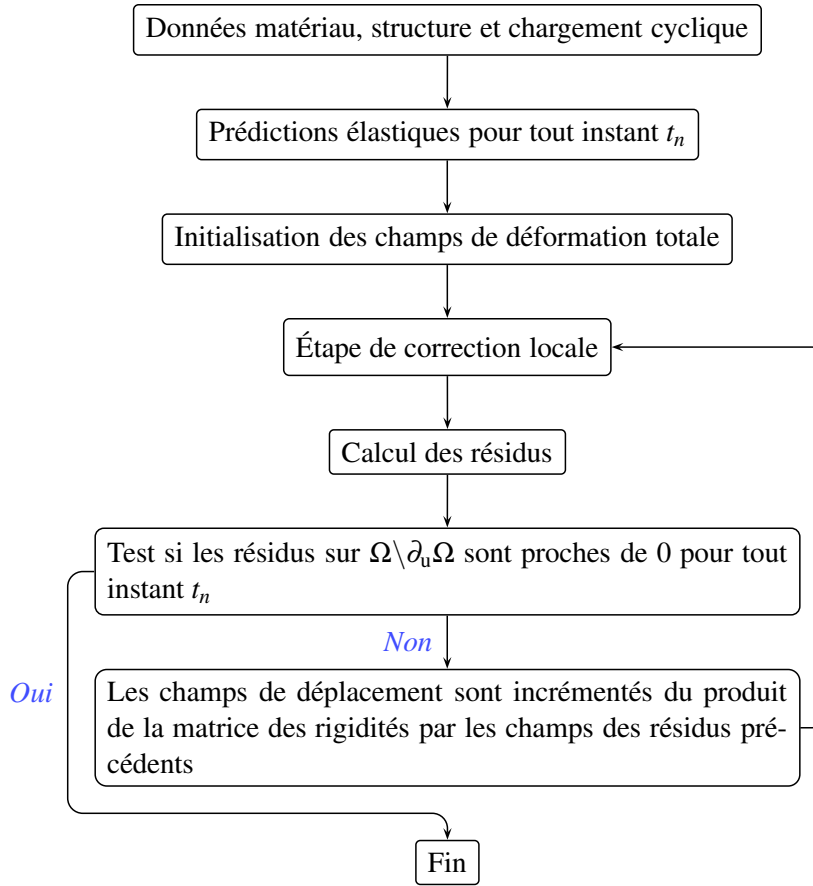 Données matériau, structure et chargement cyclique
Prédictions élastiques pour tout instant tₙ
Initialisation des champs de déformation totale
Étape de correction locale
Calcul des résidus
Test si les résidus sur Ω\∂ᵤΩ sont proches de 0 pour tout
instant tₙ
Non
Oui
Les champs de déplacement sont incrémentés du produit
de la matrice des rigidités par les champs des résidus pré-
cédents
Fin